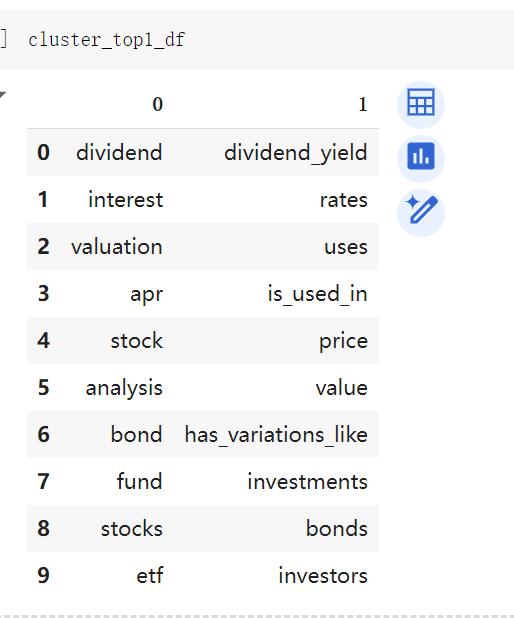 ] cluster_top1_df
0 1
0 dividend dividend_yield
1 interest rates
2 valuation uses
3 apr is_used_in
4 stock price
5 analysis value
6 bond has_variations_like
7 fund investments
8 stocks bonds
9 etf investors